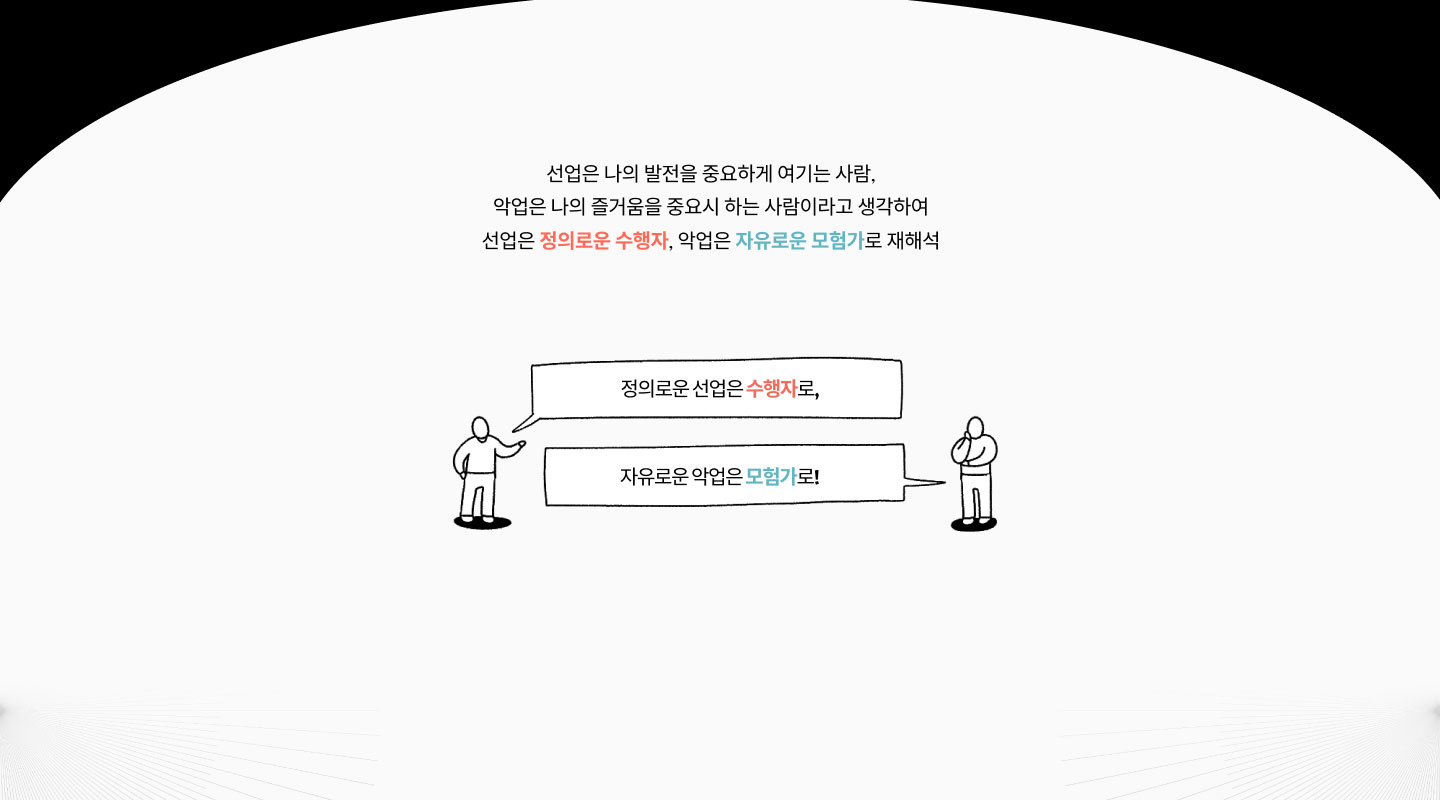 선업은 나의 발전을 중요하게 여기는 사람,
악업은 나의 즐거움을 중요시 하는 사람이라고 생각하여
선업은 정의로운 수행자, 악업은 자유로운 모험가로 재해석
정의로운 선업은 수행자로,
자유로운 악업은 모험가로!